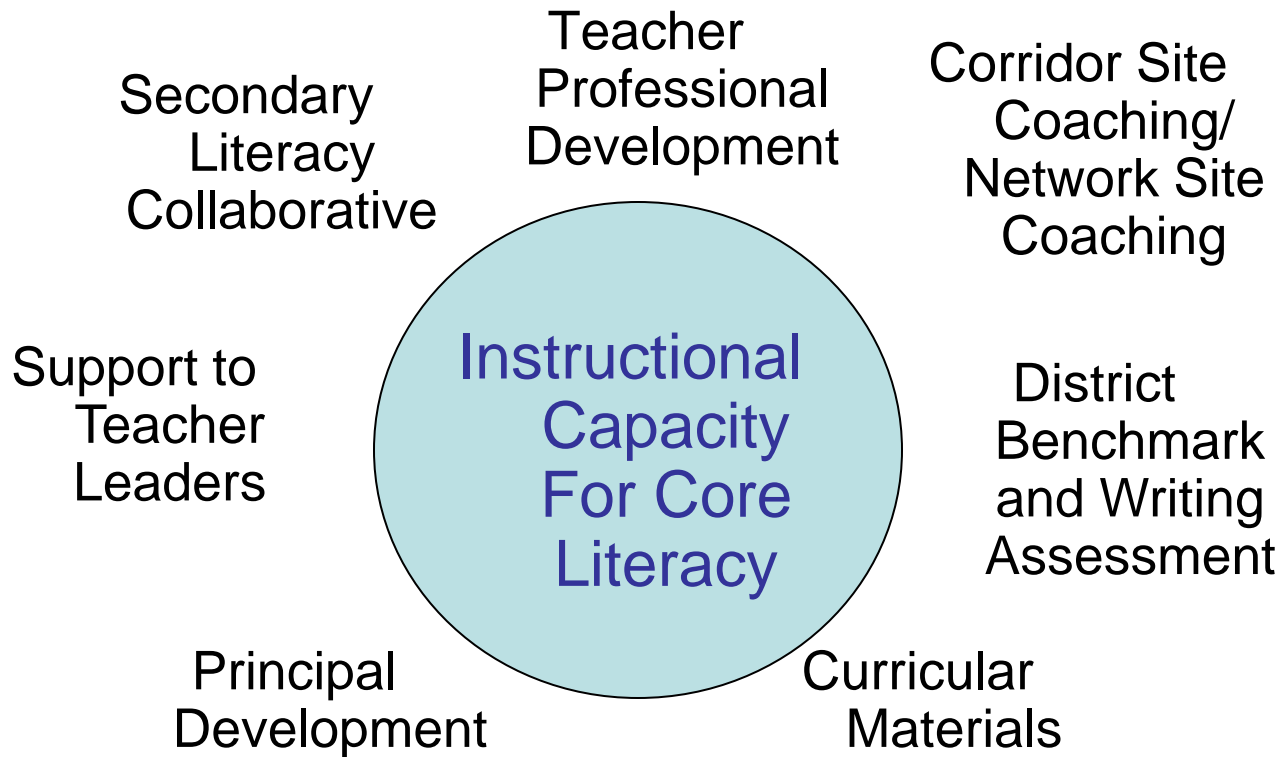 Teacher
Professional
Development
Secondary
Literacy
Collaborative
Corridor Site
Coaching/
Network Site
Coaching
Support to
Teacher
Leaders
Instructional
Capacity
For Core
Literacy
District
Benchmark
and Writing
Assessment
Principal
Development
Curricular
Materials